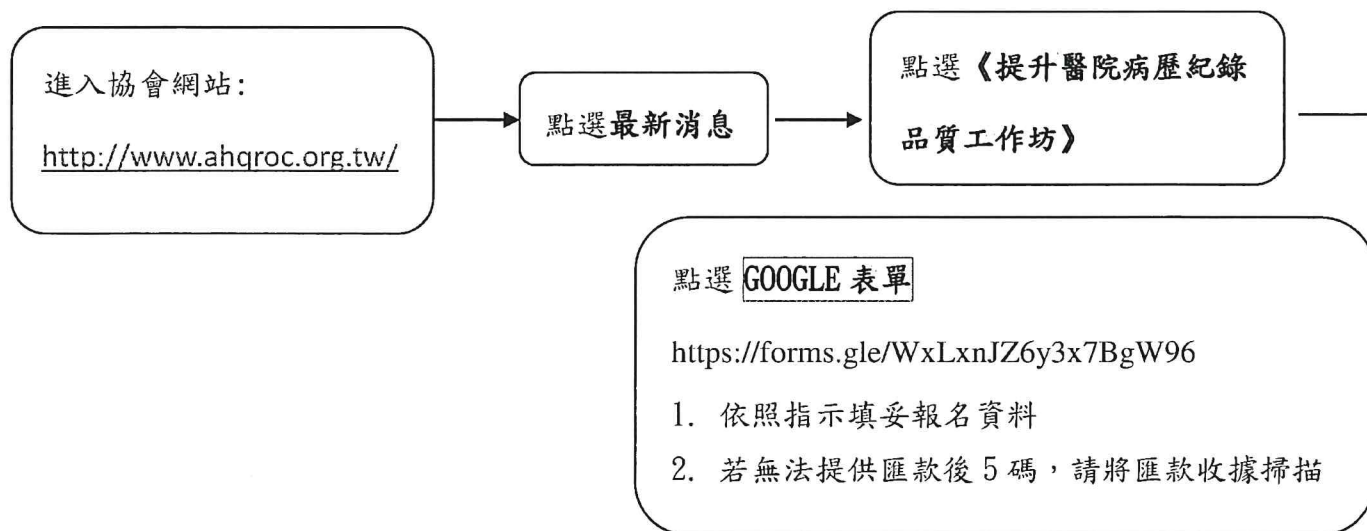 進入協會網站:
http://www.ahqroc.org.tw/
點選最新消息
點選《提升醫院病歷紀錄
品質工作坊》
點選 GOOGLE 表單
https://forms.gle/WxLxnJZ6y3x7BgW96
1. 依照指示填妥報名資料
2. 若無法提供匯款後 5 碼，請將匯款收據掃描